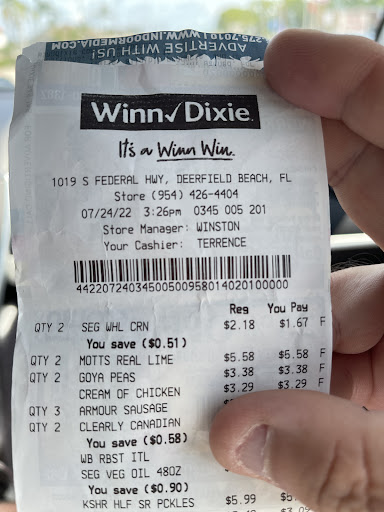 ADVERTISE WITH US!
275.7010 | WWW.INDOORMEDIA.COM
Winn✓Dixie
It's a Winn Win.
1019 S FEDERAL HWY, DEERFIELD BEACH, FL
Store (954) 426-4404
07/24/22 3:26pm 0345 005 201
Store Manager: WINSTON
Your Cashier: TERRENCE
44220724034500500958014020100000
Reg You Pay
QTY 2 SEG WHL CRN $2.18 $1.67 F
You save ($0.51)
QTY 2 MOTTS REAL LIME $5.58 $5.58 F
QTY 2 GOYA PEAS $3.38 $3.38 F
CREAM OF CHICKEN $3.29 $3.29 F
QTY 3 ARMOUR SAUSAGE
QTY 2 CLEARLY CANADIAN
You save ($0.58)
WB RBST ITL
SEG VEG OIL 48OZ
You save ($0.90)
KSHR HLF SR PCKLES $5.99